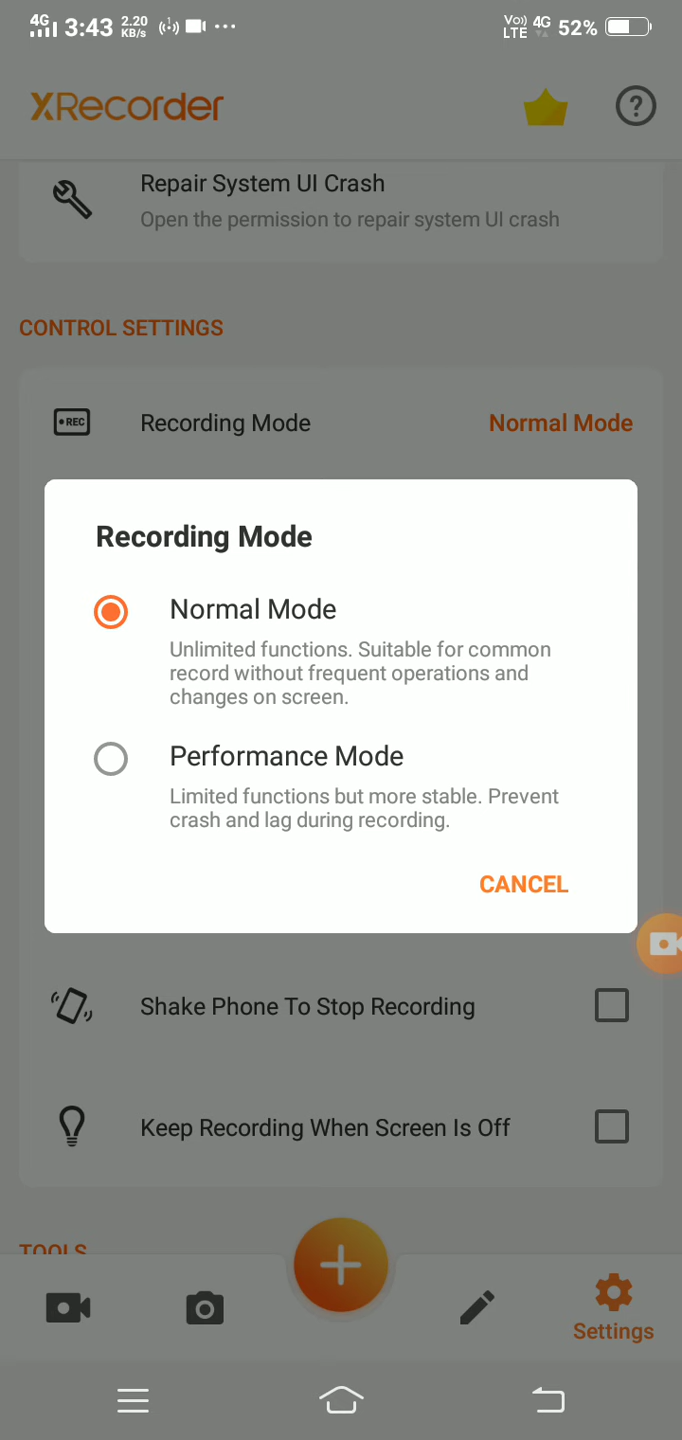 4G 3:43 2.20 KB/s 1 Vo)) LTE 4G 52%
XRecorder
Repair System UI Crash
Open the permission to repair system UI crash
CONTROL SETTINGS
REC Recording Mode Normal Mode
Recording Mode
Normal Mode
Unlimited functions. Suitable for common
record without frequent operations and
changes on screen.
Performance Mode
Limited functions but more stable. Prevent
crash and lag during recording.
CANCEL
Shake Phone To Stop Recording
Keep Recording When Screen Is Off
TOOLS
Settings